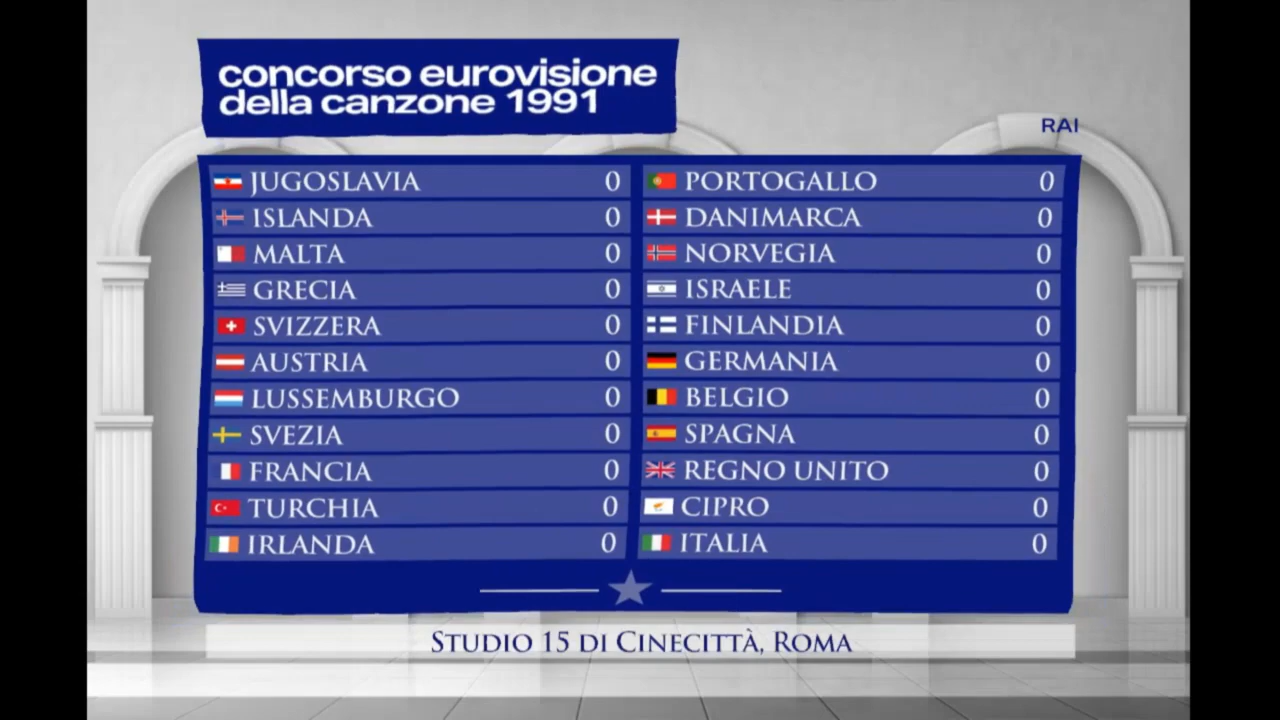 concorso eurovisione
della canzone 1991
RAI
JUGOSLAVIA 0
ISLANDA 0
MALTA 0
GRECIA 0
SVIZZERA 0
AUSTRIA 0
LUSSEMBURGO 0
SVEZIA 0
FRANCIA 0
TURCHIA 0
IRLANDA 0
PORTOGALLO 0
DANIMARCA 0
NORVEGIA 0
ISRAELE 0
FINLANDIA 0
GERMANIA 0
BELGIO 0
SPAGNA 0
REGNO UNITO 0
CIPRO 0
ITALIA 0
STUDIO 15 DI CINECITTÀ, ROMA